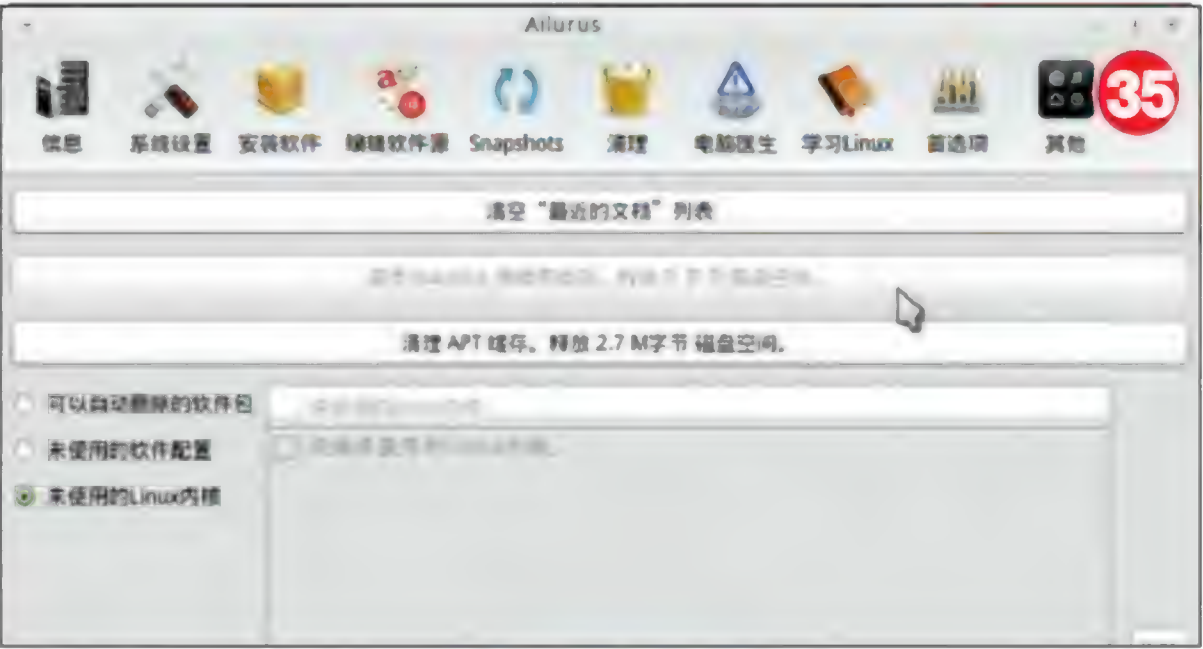 Ailurus
35
信息 系统设置 安装软件 编辑软件源 Snapshots 清理 电脑医生 学习Linux 首选项 其他
清空“最近的文档”列表
清理 APT 缓存。释放 2.7 M字节 磁盘空间。
可以自动删除的软件包
未使用的软件配置
未使用的Linux内核